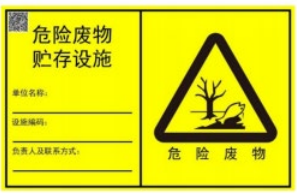 危险废物
贮存设施
单位名称：
设施编码：
负责人及联系方式：
危险废物